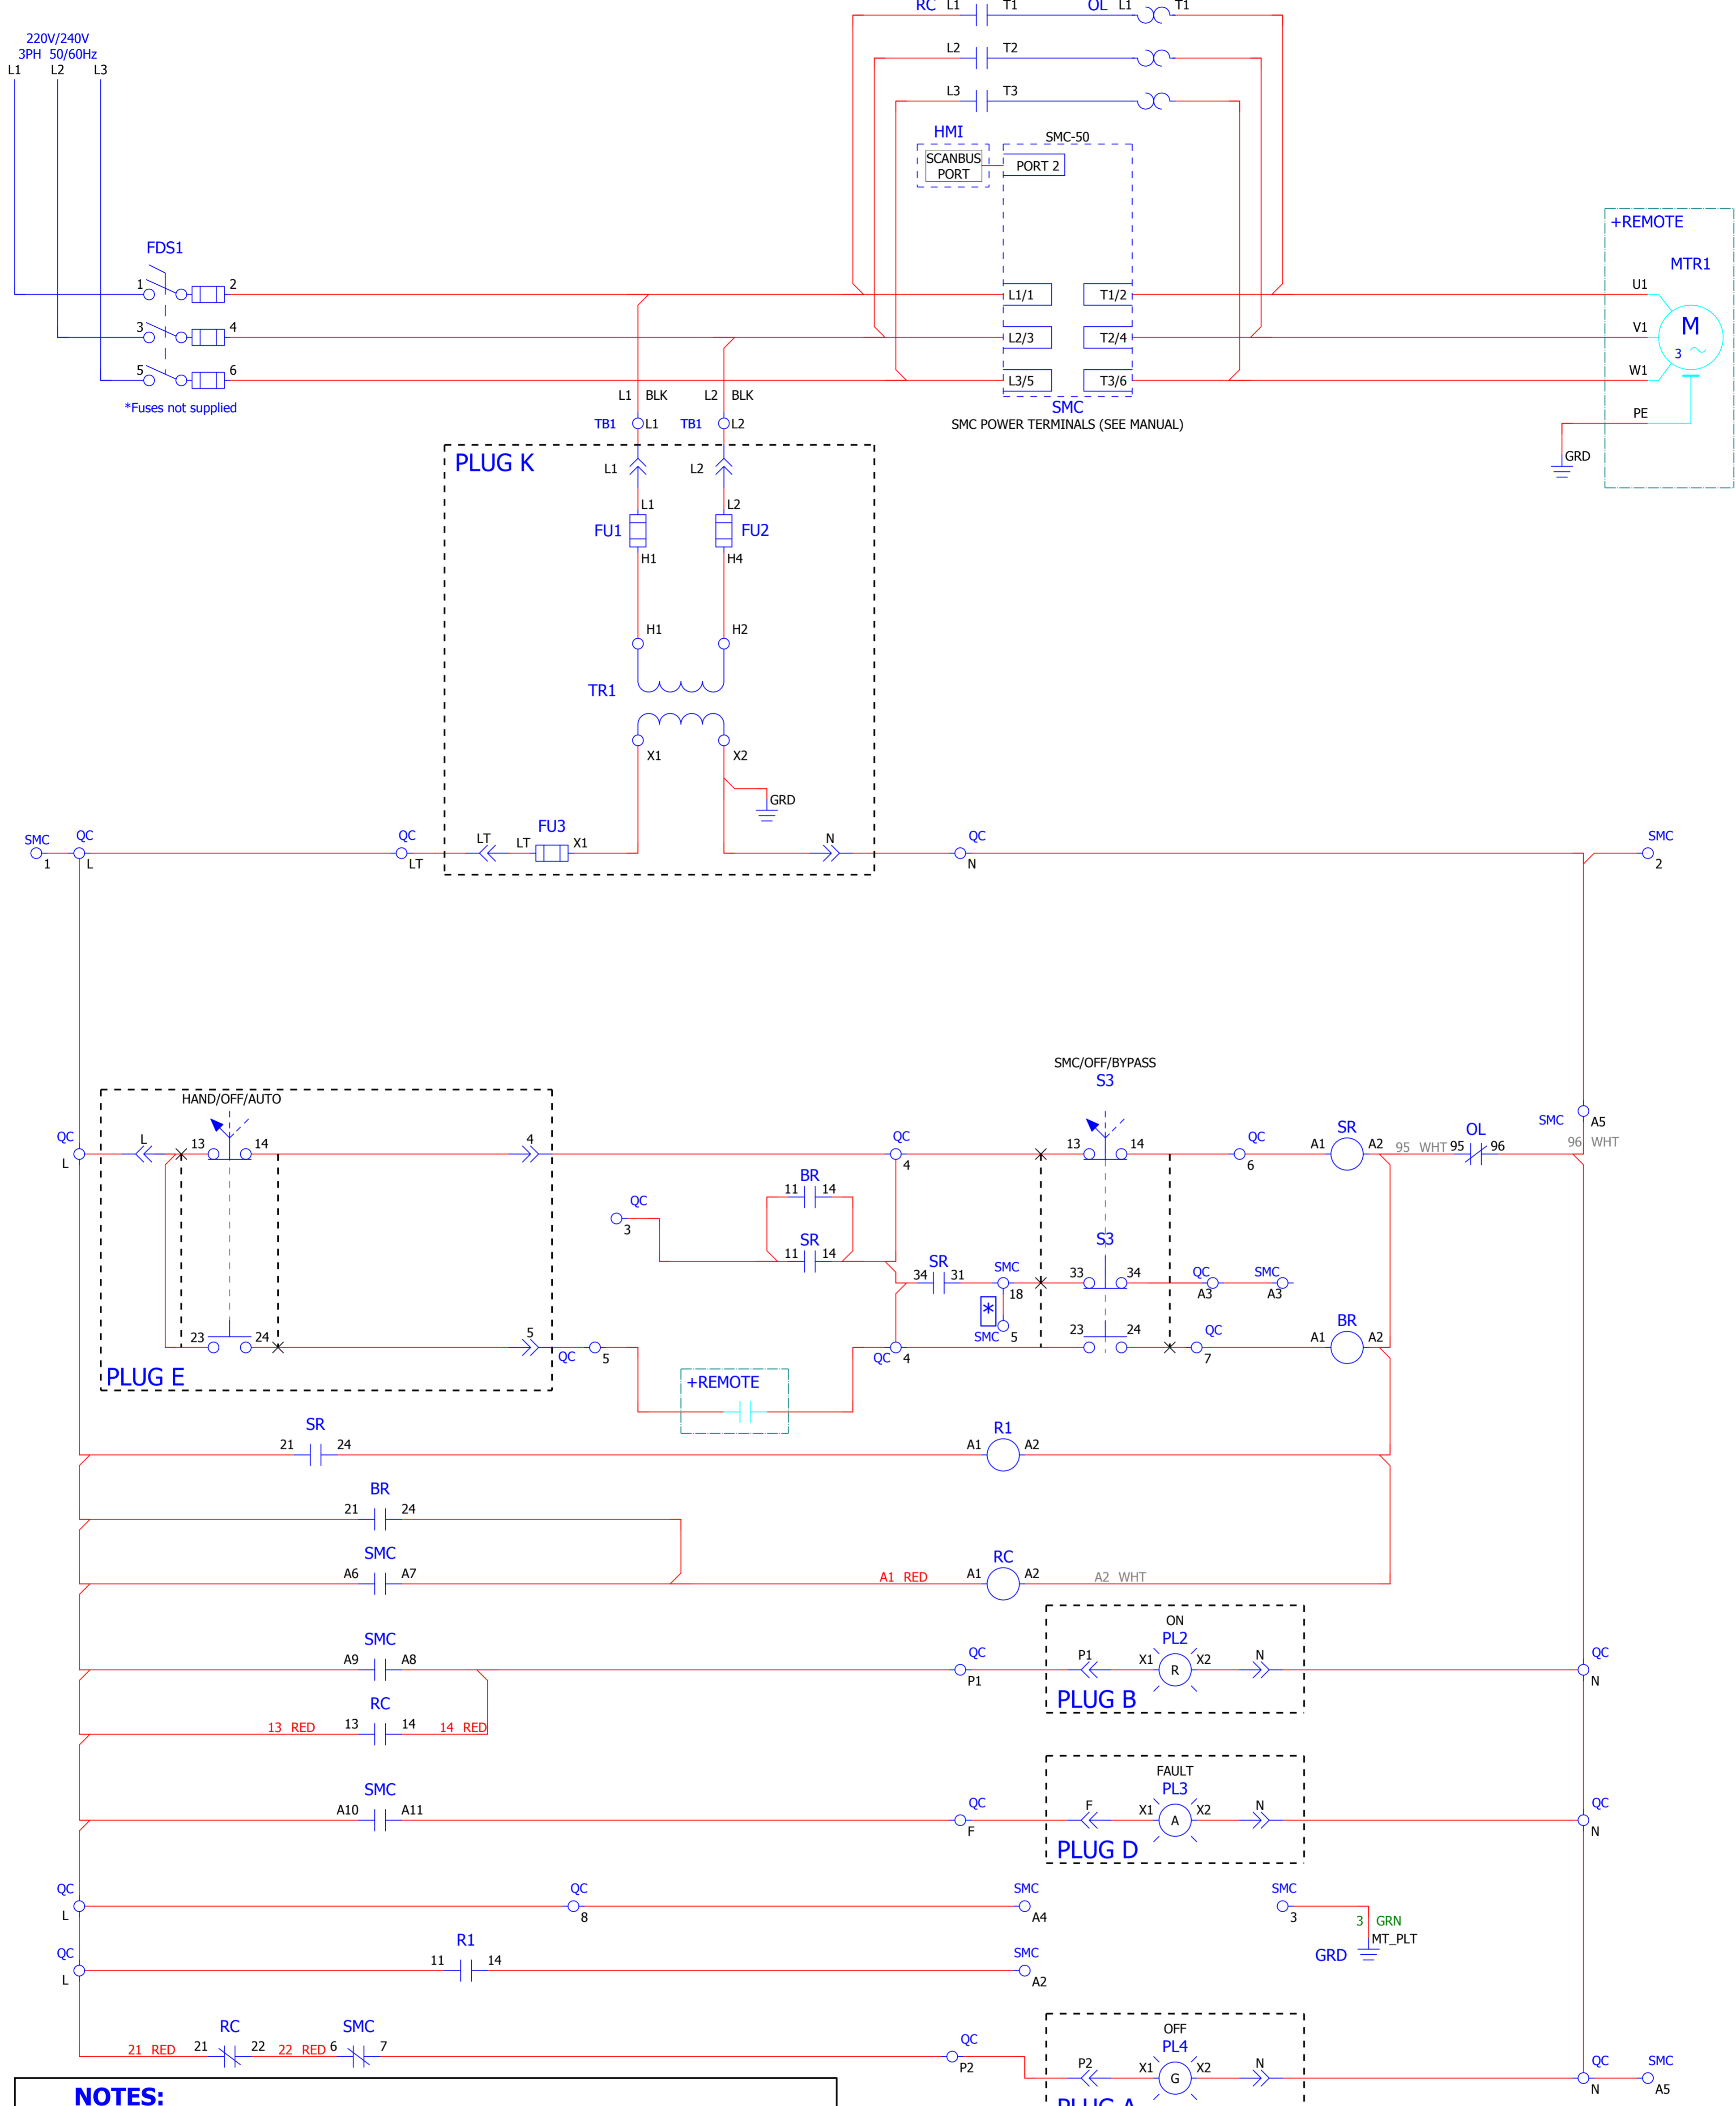 RC L1 T1 OL L1 T1
220V/240V
3PH 50/60Hz
L1 L2 L3
L2 T2
L3 T3
HMI
SMC-50
SCANBUS
PORT
PORT 2
+REMOTE
MTR1
FDS1
1 2
L1/1 T1/2
U1
3 4
L2/3 T2/4
V1
M
3
5 6
L3/5 T3/6
W1
*Fuses not supplied
L1 BLK L2 BLK
SMC
SMC POWER TERMINALS (SEE MANUAL)
PE
TB1 L1 TB1 L2
GRD
PLUG K
L1 L2
L1 L2
FU1 FU2
H1 H4
H1 H2
TR1
X1 X2
GRD
SMC QC QC
1 L LT
LT LT FU3 X1
N
QC
N
SMC
2
SMC/OFF/BYPASS
S3
HAND/OFF/AUTO
QC L 13 14 4
L
QC
4
13 14
QC
6
SR
A1 A2
95 WHT 95 OL 96
SMC A5
96 WHT
BR
11 14
QC
3
SR
11 14
SR
34 31
SMC
18
S3
33 34
QC
A3
SMC
A3
*
SMC 5
23 24
5
QC 5
QC 4
23 24
QC
7
BR
A1 A2
PLUG E
+REMOTE
SR
21 24
R1
A1 A2
BR
21 24
SMC
A6 A7
A1 RED
RC
A1 A2
A2 WHT
SMC
A9 A8
QC
P1
ON
PL2
P1 X1 R X2 N
PLUG B
QC
N
RC
13 RED 13 14 14 RED
SMC
A10 A11
QC
F
FAULT
PL3
F X1 A X2 N
PLUG D
QC
N
QC
L
QC
8
SMC
A4
SMC
3
3 GRN
MT_PLT
GRD
QC
L
R1
11 14
SMC
A2
RC SMC
21 RED 21 22 22 RED 6 7
QC
P2
OFF
PL4
P2 X1 G X2 N
PLUG A
QC
N
SMC
A5
NOTES: